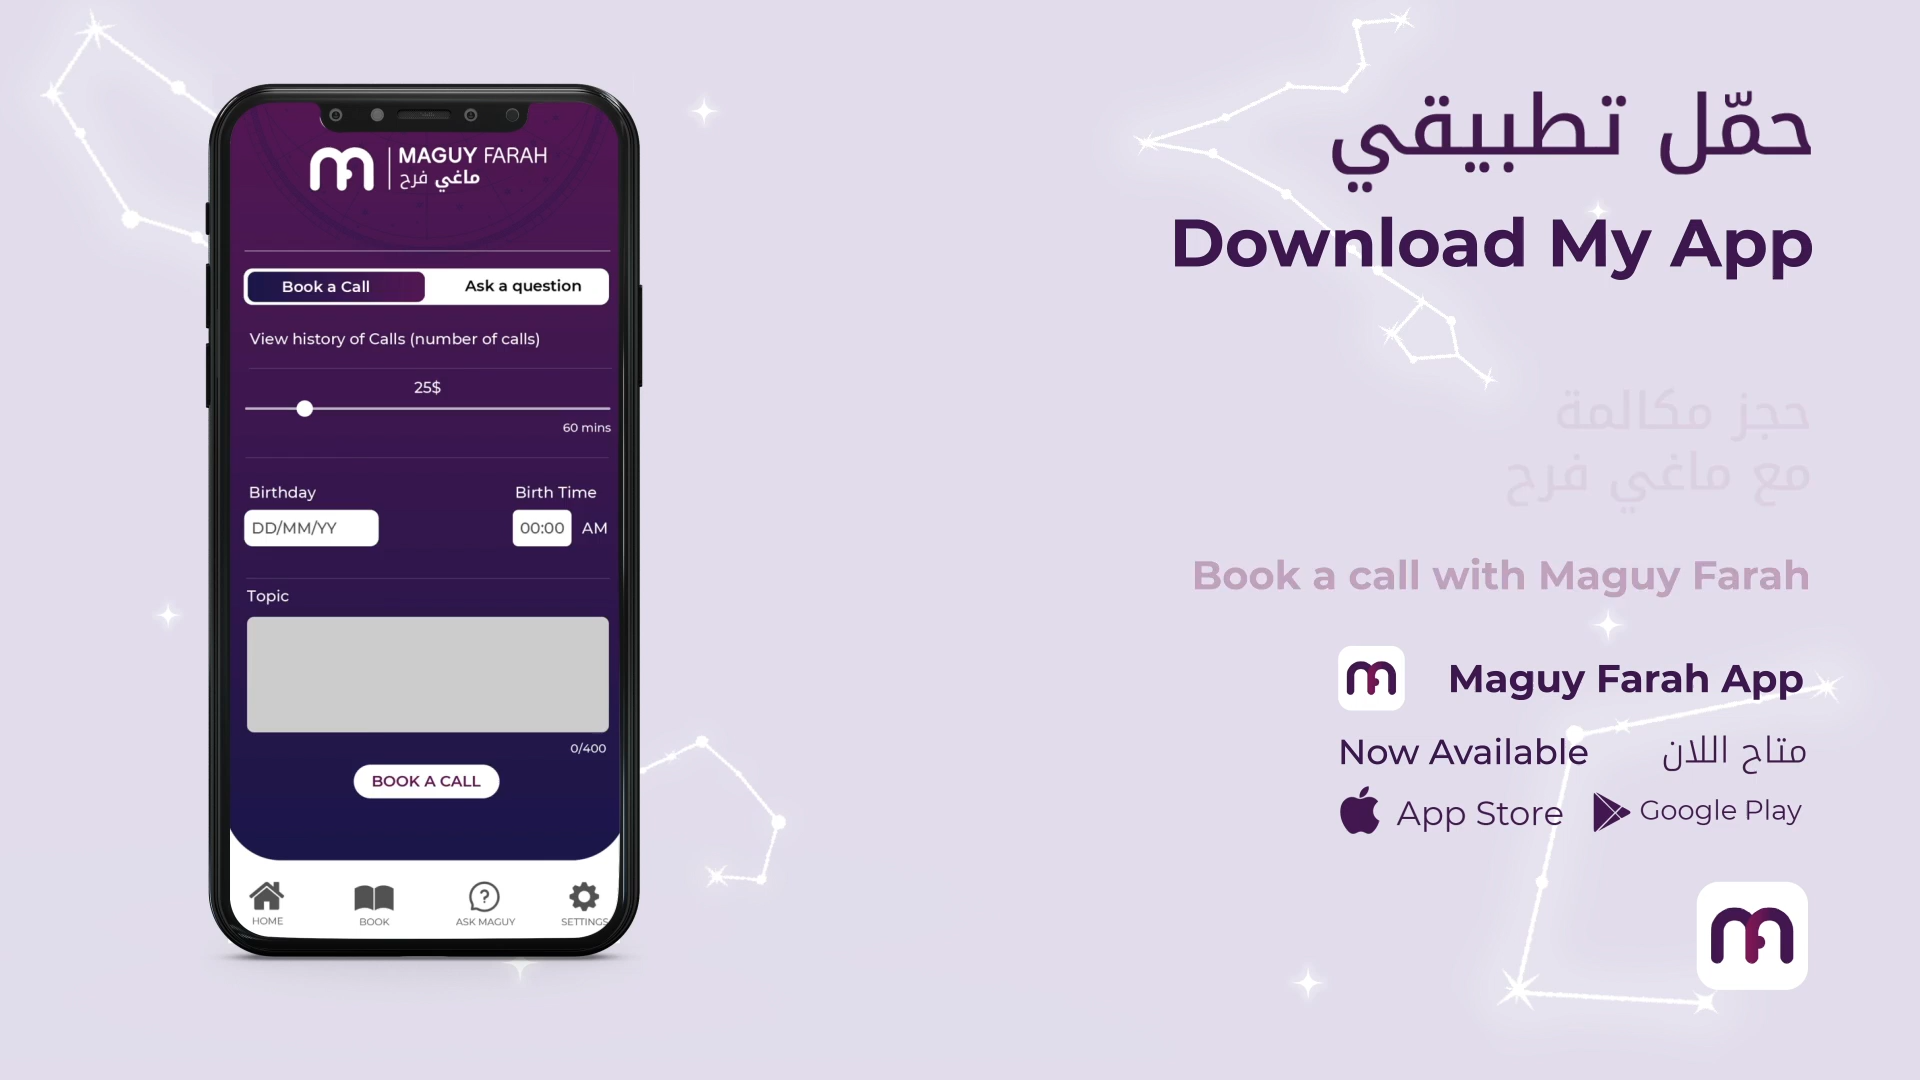 MAGUY FARAH
ماغي فرح
Book a Call
Ask a question
View history of Calls (number of calls)
25$
60 mins
Birthday
Birth Time
DD/MM/YY
00:00 AM
Topic
0/400
BOOK A CALL
HOME
BOOK
ASK MAGUY
SETTINGS
حمّل تطبيقي
Download My App
حجز مكالمة
مع ماغي فرح
Book a call with Maguy Farah
Maguy Farah App
Now Available
متاح اللان
App Store
Google Play